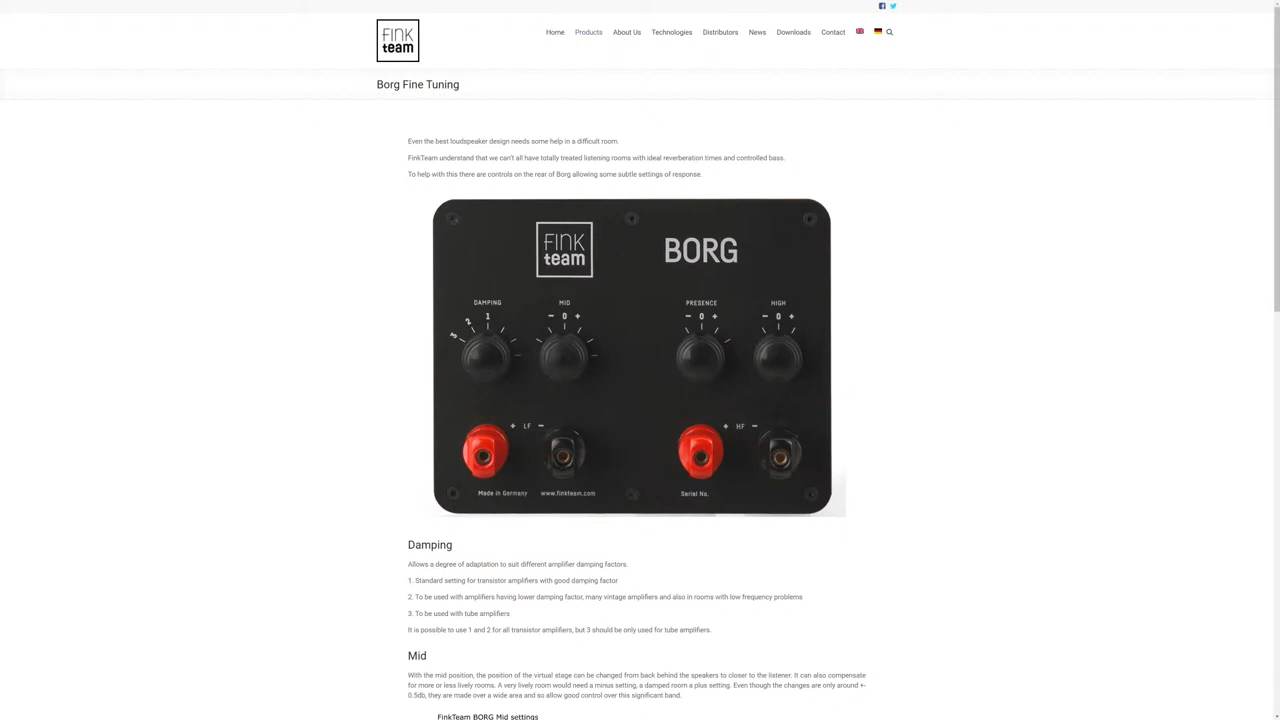 FINK
team
Home Products About Us Technologies Distributors News Downloads Contact
Borg Fine Tuning
Even the best loudspeaker design needs some help in a difficult room.
FinkTeam understand that we can't all have totally treated listening rooms with ideal reverberation times and controlled bass.
To help with this there are controls on the rear of Borg allowing some subtle settings of response.
FINK
team
BORG
DAMPING MID PRESENCE HIGH
3 2 1 – 0 + – 0 + – 0 +
+ LF – + HF –
Made in Germany www.finkteam.com Serial No.
Damping
Allows a degree of adaptation to suit different amplifier damping factors.
1. Standard setting for transistor amplifiers with good damping factor
2. To be used with amplifiers having lower damping factor, many vintage amplifiers and also in rooms with low frequency problems
3. To be used with tube amplifiers
It is possible to use 1 and 2 for all transistor amplifiers, but 3 should be only used for tube amplifiers.
Mid
With the mid position, the position of the virtual stage can be changed from back behind the speakers to closer to the listener. It can also compensate
for more or less lively rooms. A very lively room would need a minus setting, a damped room a plus setting. Even though the changes are only around +-
0.5db, they are made over a wide area and so allow good control over this significant band.
FinkTeam BORG Mid settings